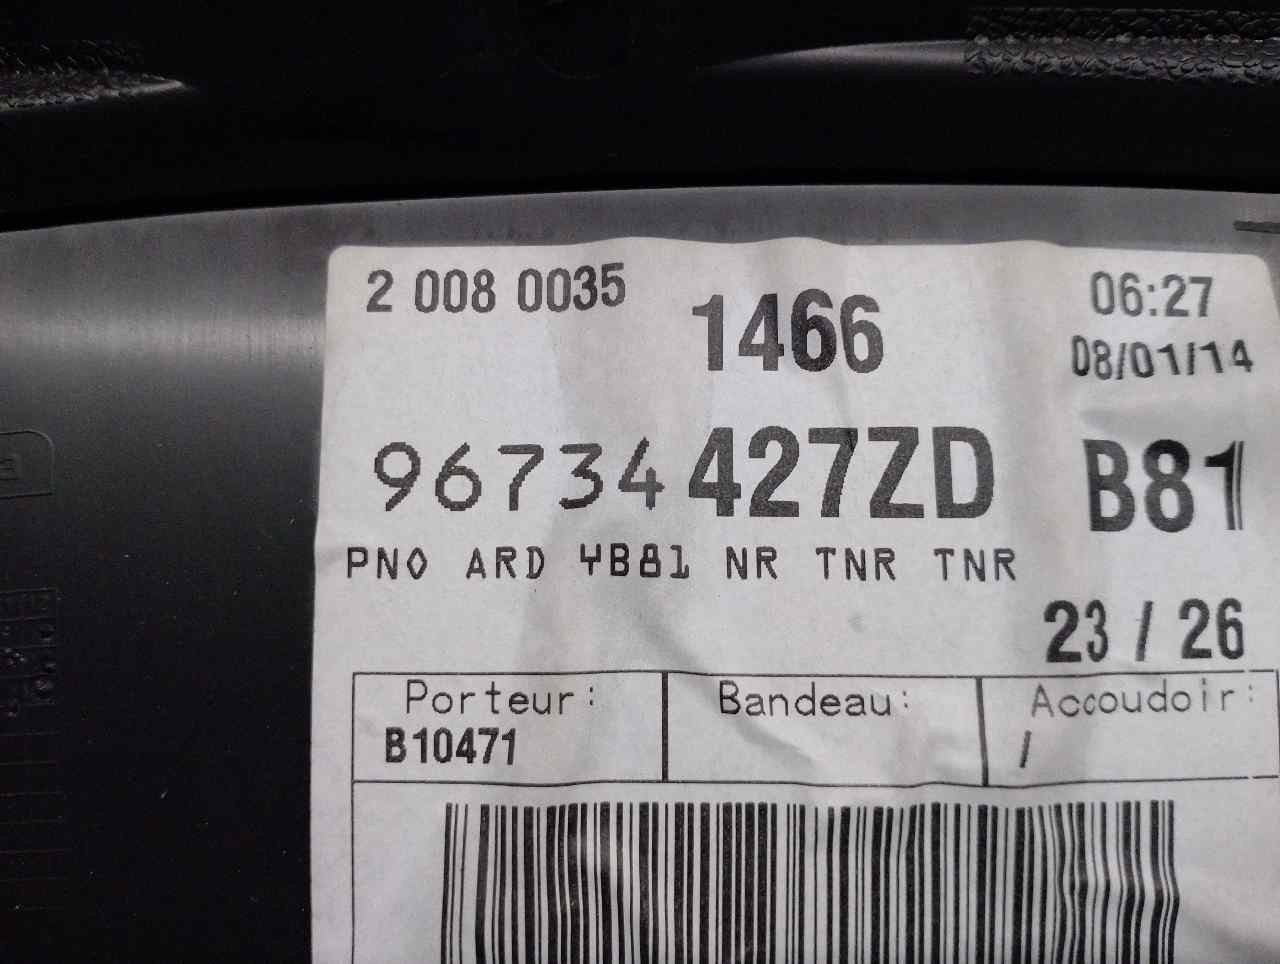 2 008 0035
1466
06:27
08/01/14
96734427ZD
B81
PNO ARD YB81 NR TNR TNR
23 / 26
Porteur:
B10471
Bandeau:
Accoudoir:
/